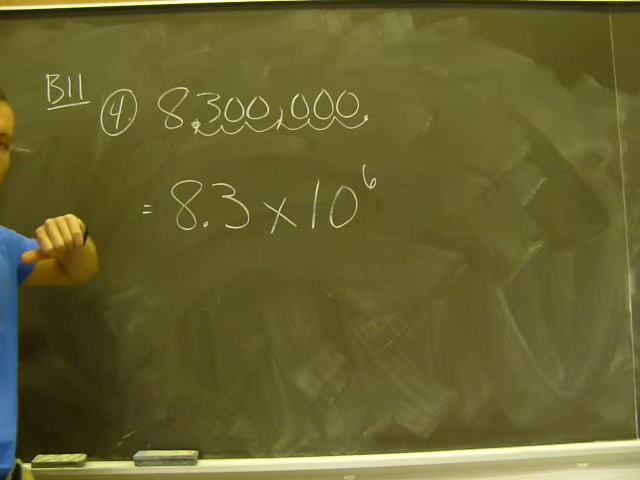 B11
④ 8,300,000.
= 8.3 x 10⁶